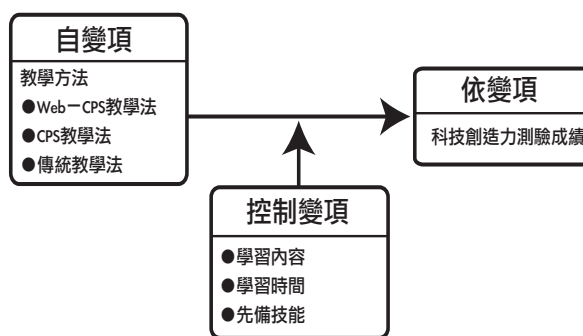 自變項
教學方法
●Web－CPS教學法
●CPS教學法
●傳統教學法
依變項
科技創造力測驗成績
控制變項
●學習內容
●學習時間
●先備技能